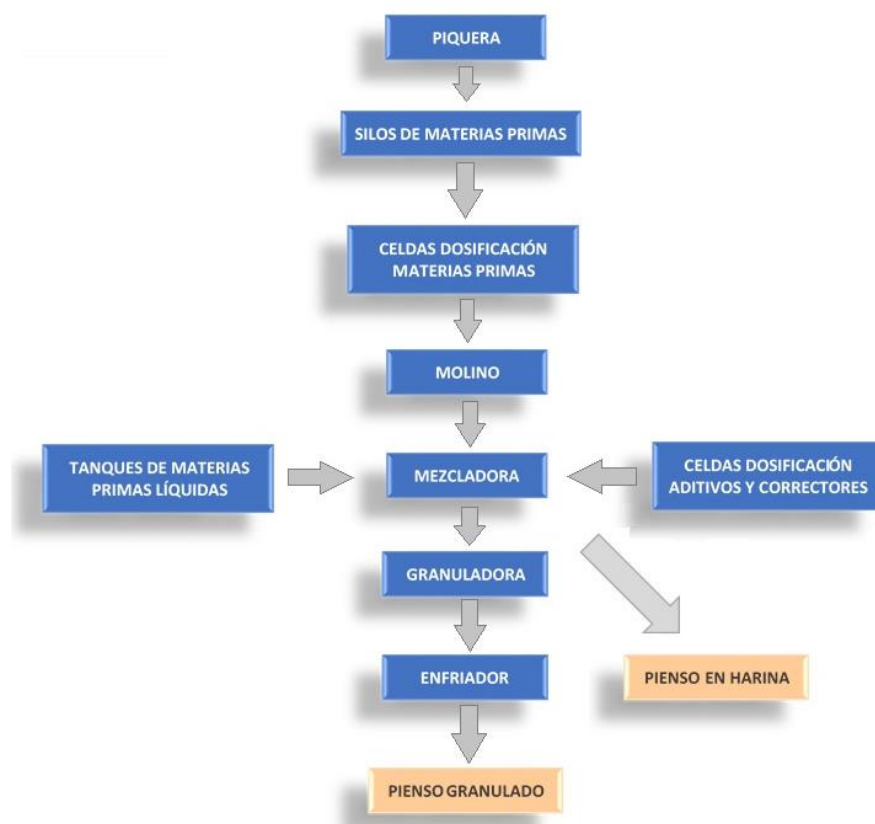 PIQUERA
SILOS DE MATERIAS PRIMAS
CELDAS DOSIFICACIÓN
MATERIAS PRIMAS
MOLINO
TANQUES DE MATERIAS
PRIMAS LÍQUIDAS
MEZCLADORA
CELDAS DOSIFICACIÓN
ADITIVOS Y CORRECTORES
GRANULADORA
ENFRIADOR
PIENSO EN HARINA
PIENSO GRANULADO